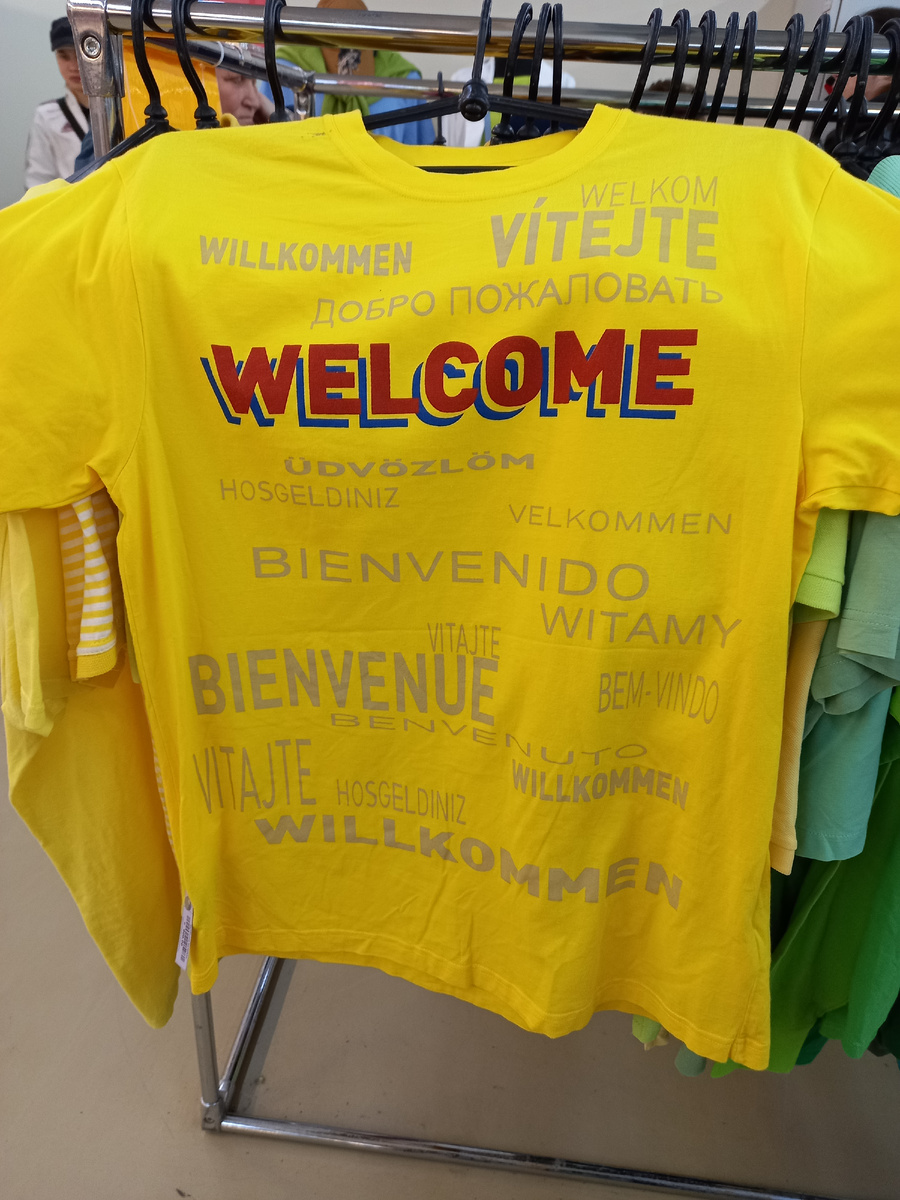 WELKOM
WILLKOMMEN
VÍTEJTE
ДОБРО ПОЖАЛОВАТЬ
WELCOME
ÜDVÖZLÖM
HOSGELDINIZ
VELKOMMEN
BIENVENIDO
WITAMY
VITAJTE
BIENVENUE
BEM-VINDO
BENVENUTO
VITAJTE
WILLKOMMEN
HOSGELDINIZ
WILLKOMMEN